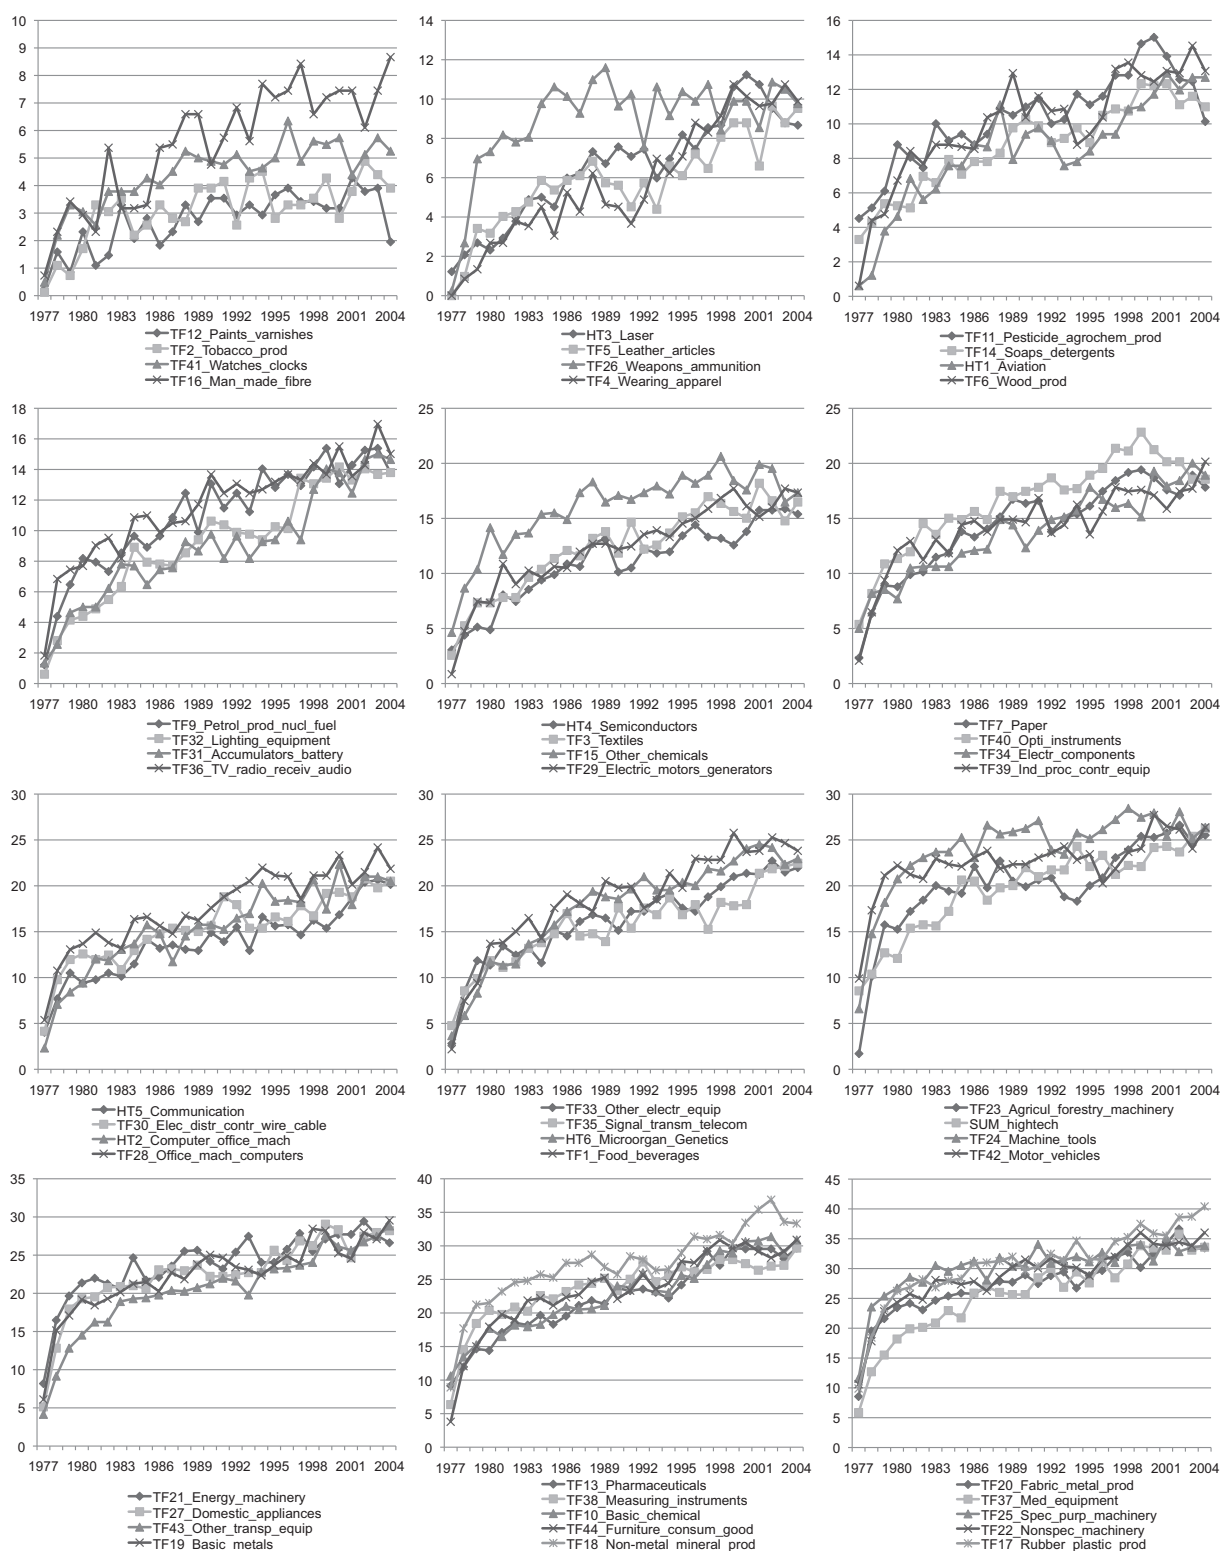 10
9
8
7
6
5
4
3
2
1
0
1977 1980 1983 1986 1989 1992 1995 1998 2001 2004
TF12_Paints_varnishes
TF2_Tobacco_prod
TF41_Watches_clocks
TF16_Man_made_fibre
14
12
10
8
6
4
2
0
1977 1980 1983 1986 1989 1992 1995 1998 2001 2004
HT3_Laser
TF5_Leather_articles
TF26_Weapons_ammunition
TF4_Wearing_apparel
16
14
12
10
8
6
4
2
0
1977 1980 1983 1986 1989 1992 1995 1998 2001 2004
TF11_Pesticide_agrochem_prod
TF14_Soaps_detergents
HT1_Aviation
TF6_Wood_prod
18
16
14
12
10
8
6
4
2
0
1977 1980 1983 1986 1989 1992 1995 1998 2001 2004
TF9_Petrol_prod_nucl_fuel
TF32_Lighting_equipment
TF31_Accumulators_battery
TF36_TV_radio_receiv_audio
25
20
15
10
5
0
1977 1980 1983 1986 1989 1992 1995 1998 2001 2004
HT4_Semiconductors
TF3_Textiles
TF15_Other_chemicals
TF29_Electric_motors_generators
25
20
15
10
5
0
1977 1980 1983 1986 1989 1992 1995 1998 2001 2004
TF7_Paper
TF40_Opti_instruments
TF34_Electr_components
TF39_Ind_proc_contr_equip
30
25
20
15
10
5
0
1977 1980 1983 1986 1989 1992 1995 1998 2001 2004
HT5_Communication
TF30_Elec_distr_contr_wire_cable
HT2_Computer_office_mach
TF28_Office_mach_computers
30
25
20
15
10
5
0
1977 1980 1983 1986 1989 1992 1995 1998 2001 2004
TF33_Other_electr_equip
TF35_Signal_transm_telecom
HT6_Microorgan_Genetics
TF1_Food_beverages
30
25
20
15
10
5
0
1977 1980 1983 1986 1989 1992 1995 1998 2001 2004
TF23_Agricul_forestry_machinery
SUM_hightech
TF24_Machine_tools
TF42_Motor_vehicles
35
30
25
20
15
10
5
0
1977 1980 1983 1986 1989 1992 1995 1998 2001 2004
TF21_Energy_machinery
TF27_Domestic_appliances
TF43_Other_transp_equip
TF19_Basic_metals
40
35
30
25
20
15
10
5
0
1977 1980 1983 1986 1989 1992 1995 1998 2001 2004
TF13_Pharmaceuticals
TF38_Measuring_instruments
TF10_Basic_chemical
TF44_Furniture_consum_good
TF18_Non-metal_mineral_prod
45
40
35
30
25
20
15
10
5
0
1977 1980 1983 1986 1989 1992 1995 1998 2001 2004
TF20_Fabric_metal_prod
TF37_Med_equipment
TF25_Spec_purp_machinery
TF22_Nonspec_machinery
TF17_Rubber_plastic_prod